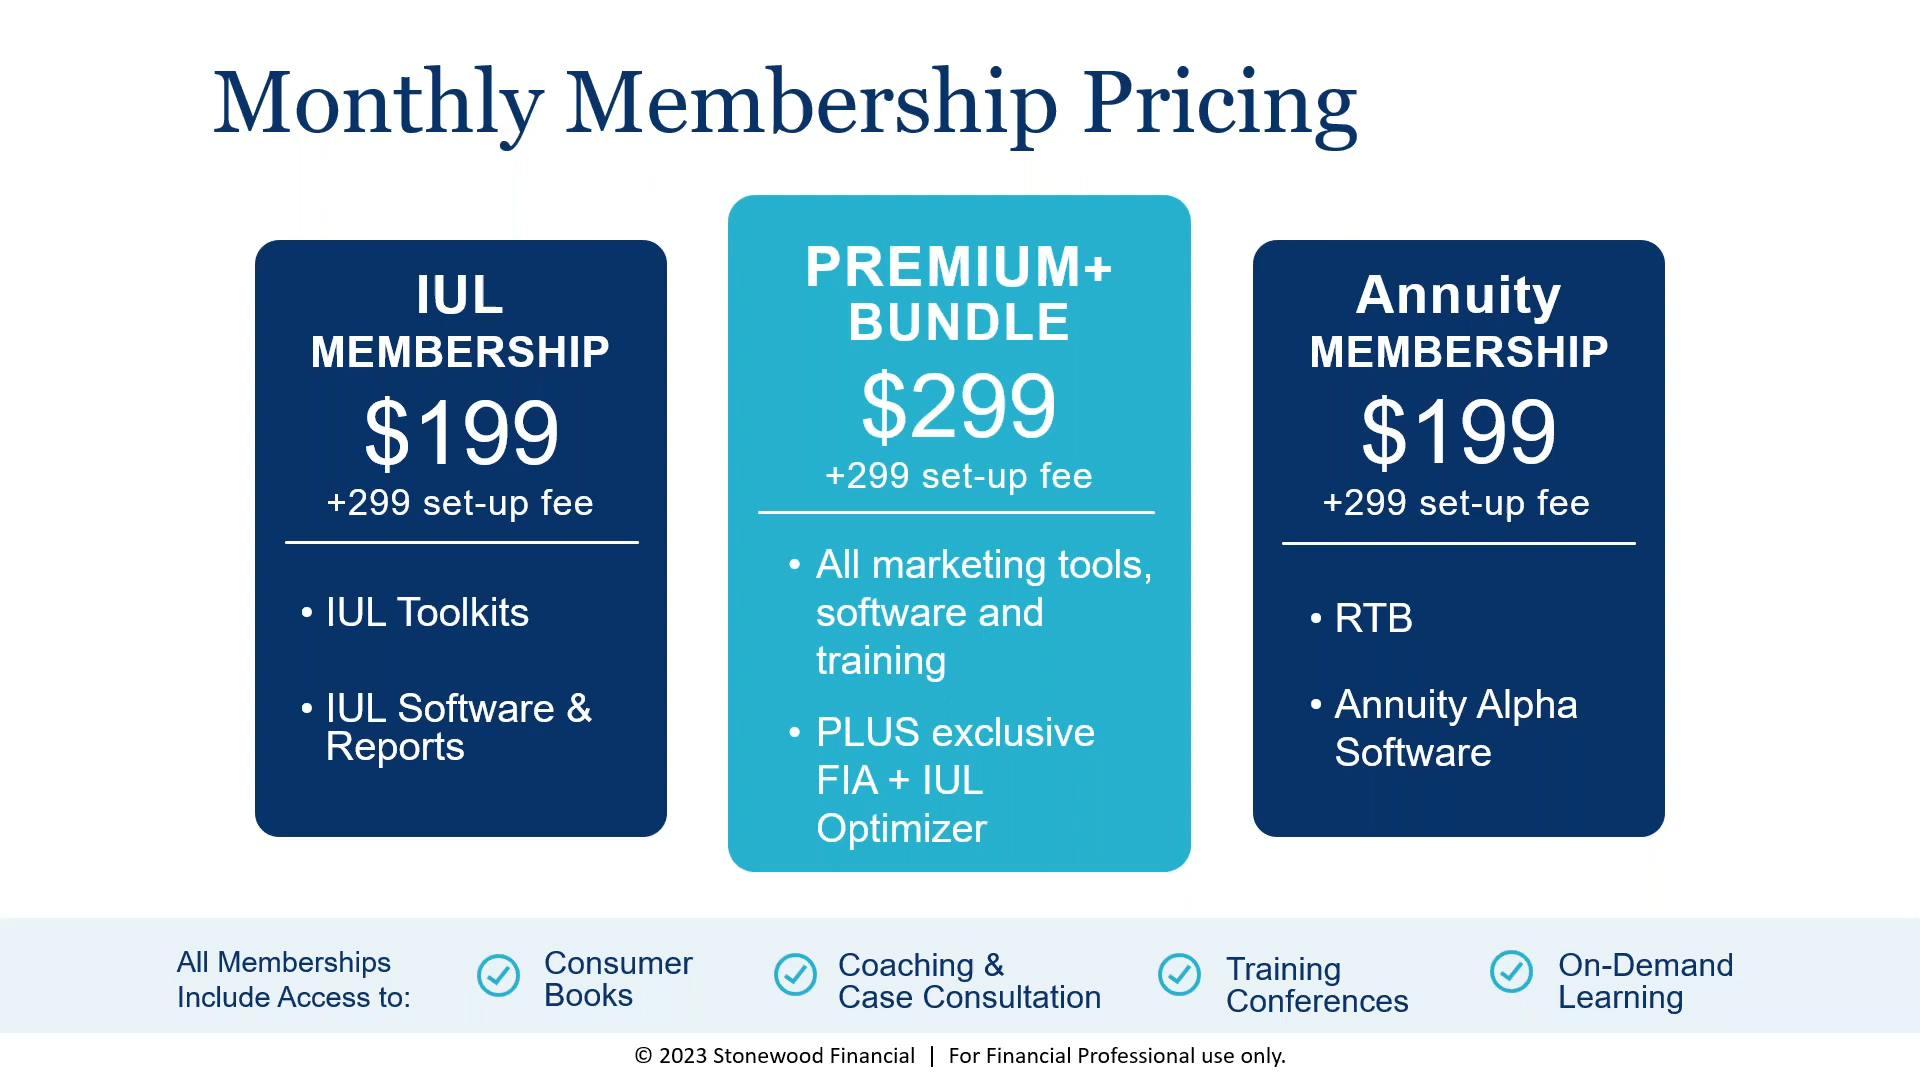 Monthly Membership Pricing
IUL
MEMBERSHIP
$199
+299 set-up fee
• IUL Toolkits
• IUL Software &
Reports
PREMIUM+
BUNDLE
$299
+299 set-up fee
• All marketing tools,
software and
training
• PLUS exclusive
FIA + IUL
Optimizer
Annuity
MEMBERSHIP
$199
+299 set-up fee
• RTB
• Annuity Alpha
Software
All Memberships
Include Access to:
Consumer
Books
Coaching &
Case Consultation
Training
Conferences
On-Demand
Learning
© 2023 Stonewood Financial | For Financial Professional use only.